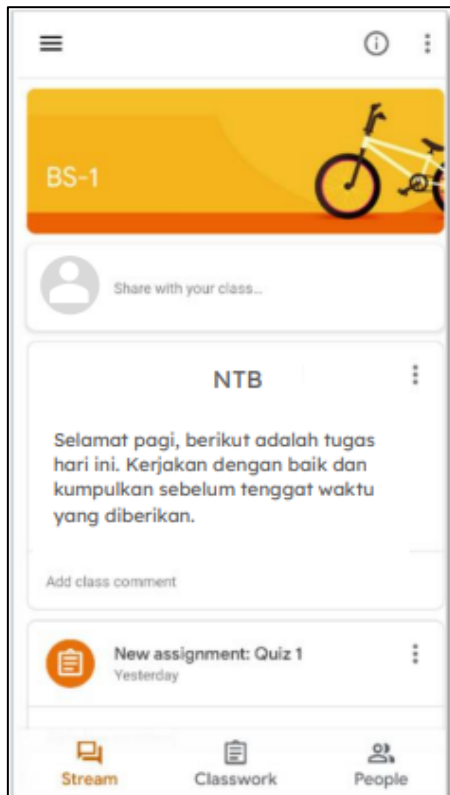 BS-1
Share with your class...
NTB
Selamat pagi, berikut adalah tugas
hari ini. Kerjakan dengan baik dan
kumpulkan sebelum tenggat waktu
yang diberikan.
Add class comment
New assignment: Quiz 1
Yesterday
Stream
Classwork
People